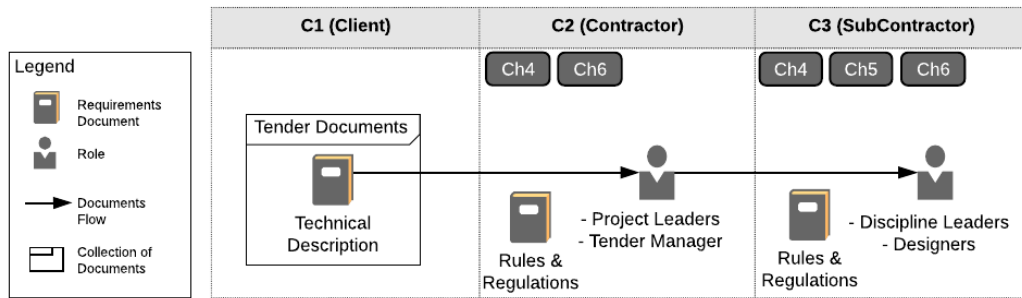 C1 (Client)
C2 (Contractor)
C3 (SubContractor)
Legend
Requirements
Document
Role
Documents
Flow
Collection of
Documents
Ch4
Ch6
Ch4
Ch5
Ch6
Tender Documents
Technical
Description
Rules &
Regulations
- Project Leaders
- Tender Manager
Rules &
Regulations
- Discipline Leaders
- Designers